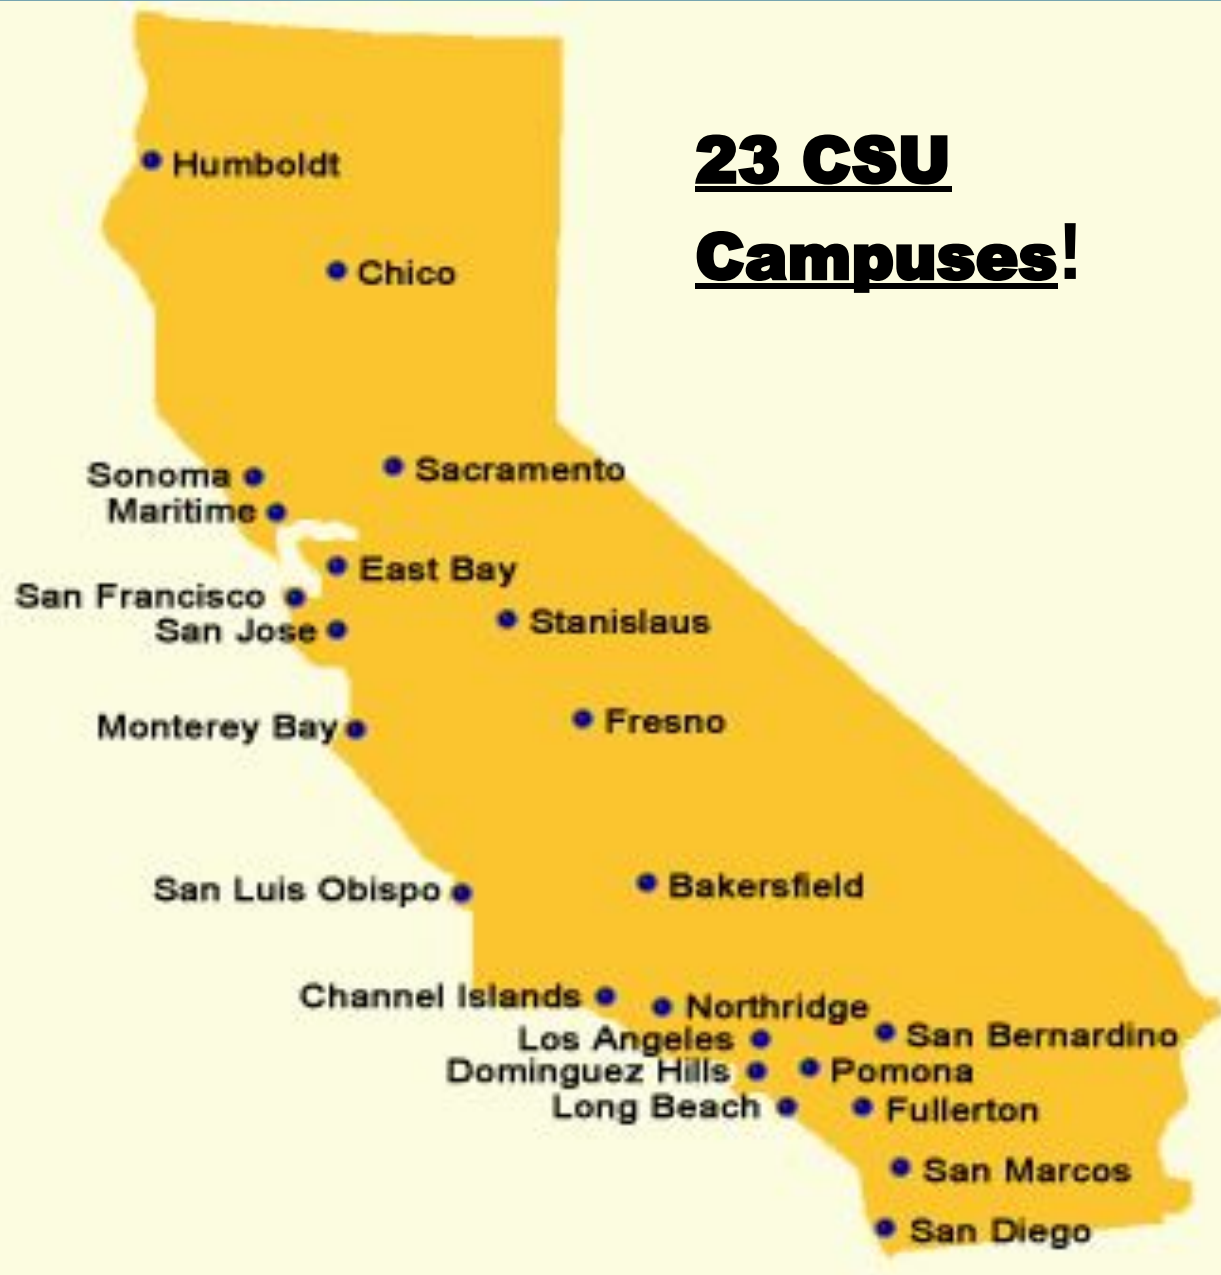 23 CSU
Campuses!
Humboldt
Chico
Sonoma
Sacramento
Maritime
East Bay
San Francisco
Stanislaus
San Jose
Monterey Bay
Fresno
San Luis Obispo
Bakersfield
Channel Islands
Northridge
Los Angeles
San Bernardino
Dominguez Hills
Pomona
Long Beach
Fullerton
San Marcos
San Diego